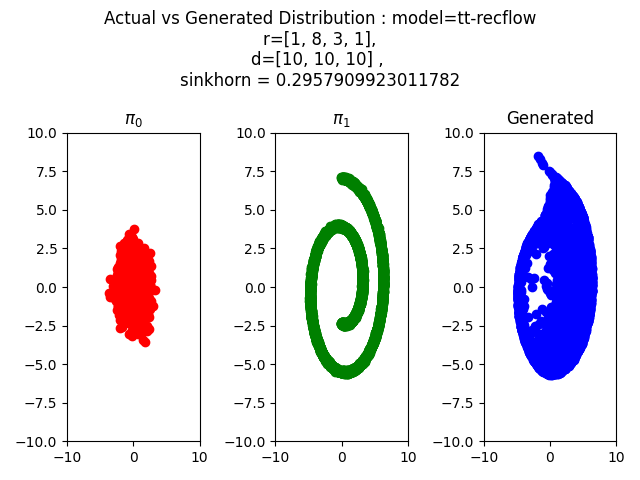 Actual vs Generated Distribution : model=tt-recflow
r=[1, 8, 3, 1],
d=[10, 10, 10] ,
sinkhorn = 0.2957909923011782
π₀ π₁ Generated
10.0 10.0 10.0
7.5 7.5 7.5
5.0 5.0 5.0
2.5 2.5 2.5
0.0 0.0 0.0
−2.5 −2.5 −2.5
−5.0 −5.0 −5.0
−7.5 −7.5 −7.5
−10.0 −10.0 −10.0
−10 0 10 −10 0 10 −10 0 10